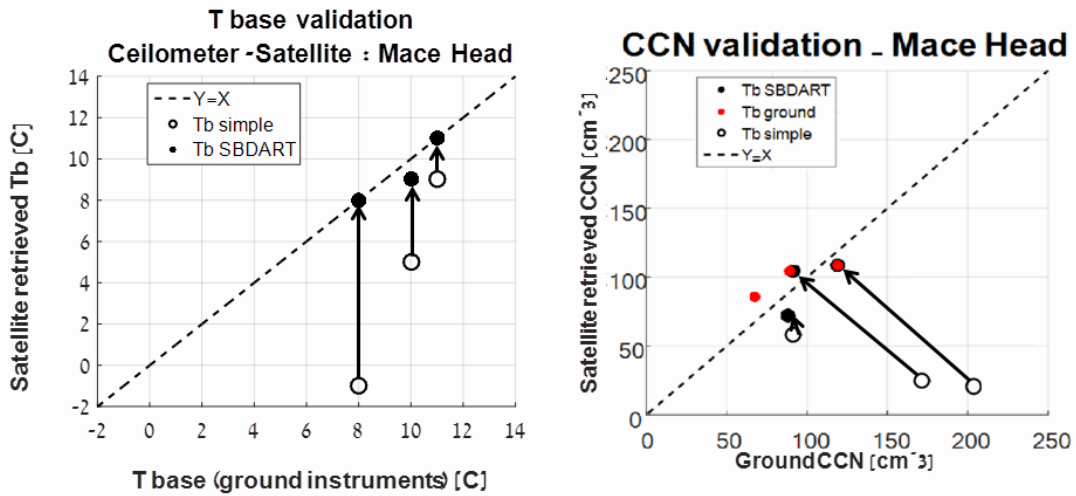 T base validation
Ceilometer -Satellite : Mace Head
Y=X
Tb simple
Tb SBDART
14
12
10
8
6
4
2
0
-2
-2 0 2 4 6 8 10 12 14
Satellite retrieved Tb [C]
T base (ground instruments) [C]
CCN validation - Mace Head
Tb SBDART
Tb ground
Tb simple
Y=X
250
200
150
100
50
0
0 50 100 150 200 250
Satellite retrieved CCN [cm⁻3]
Ground CCN [cm⁻3]